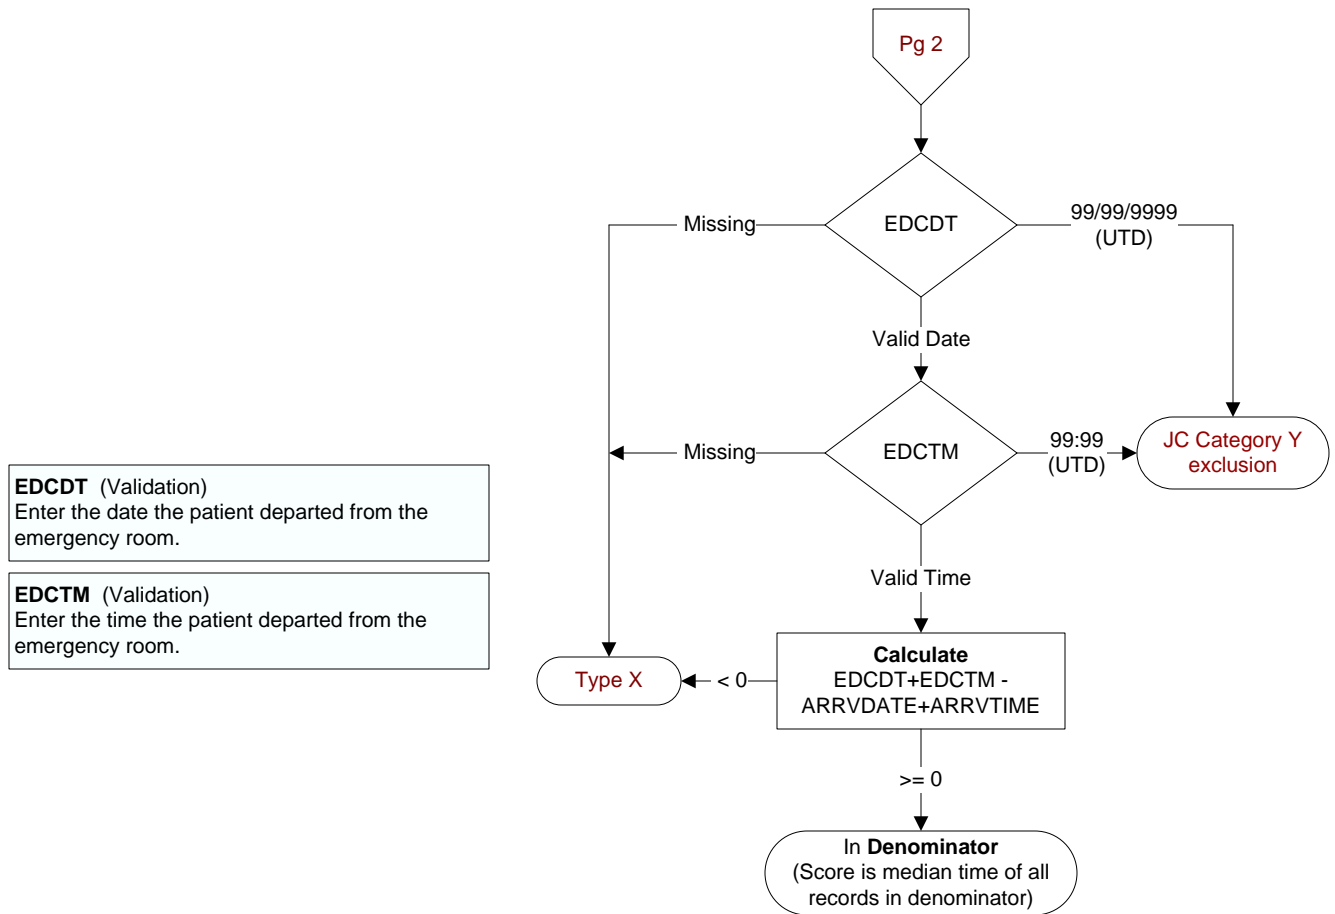 Pg 2
Missing
EDCDT
99/99/9999
(UTD)
Valid Date
Missing
EDCTM
99:99
(UTD)
JC Category Y
exclusion
EDCDT (Validation)
Enter the date the patient departed from the
emergency room.
EDCTM (Validation)
Enter the time the patient departed from the
emergency room.
Valid Time
Type X
< 0
Calculate
EDCDT+EDCTM -
ARRVDATE+ARRVTIME
>= 0
In Denominator
(Score is median time of all
records in denominator)